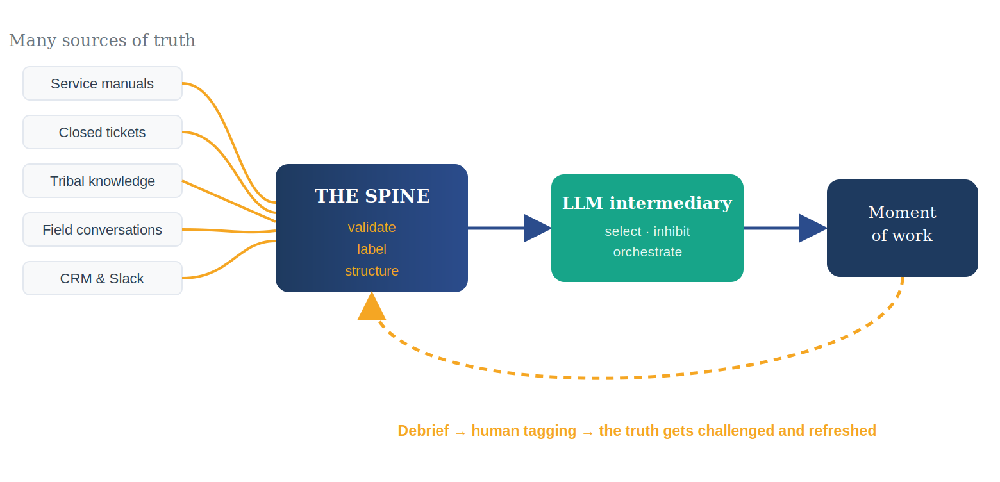 Many sources of truth
Service manuals
Closed tickets
Tribal knowledge
Field conversations
CRM & Slack
THE SPINE
validate
label
structure
LLM intermediary
select · inhibit
orchestrate
Moment
of work
Debrief → human tagging → the truth gets challenged and refreshed